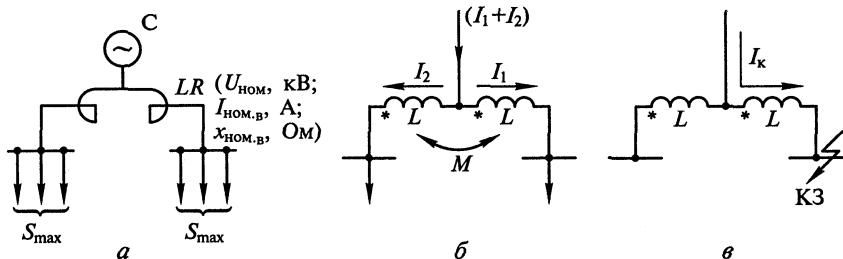 С
LR (Uном, кВ;
Iном.в, А;
xном.в, Ом)
Smax
Smax
а
(I1+I2)
I2
I1
* L
* L
M
б
Iк
* L
* L
КЗ
в